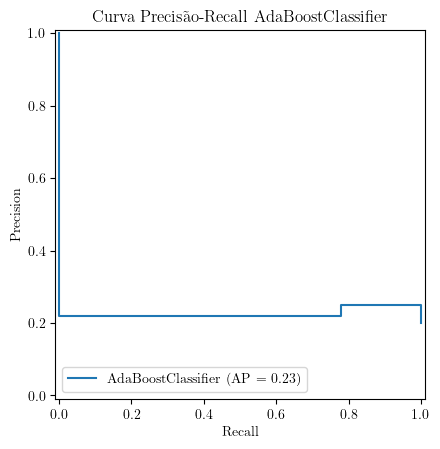 Curva Precisão-Recall AdaBoostClassifier
1.0
0.8
0.6
0.4
0.2
0.0
Precision
AdaBoostClassifier (AP = 0.23)
0.0 0.2 0.4 0.6 0.8 1.0
Recall